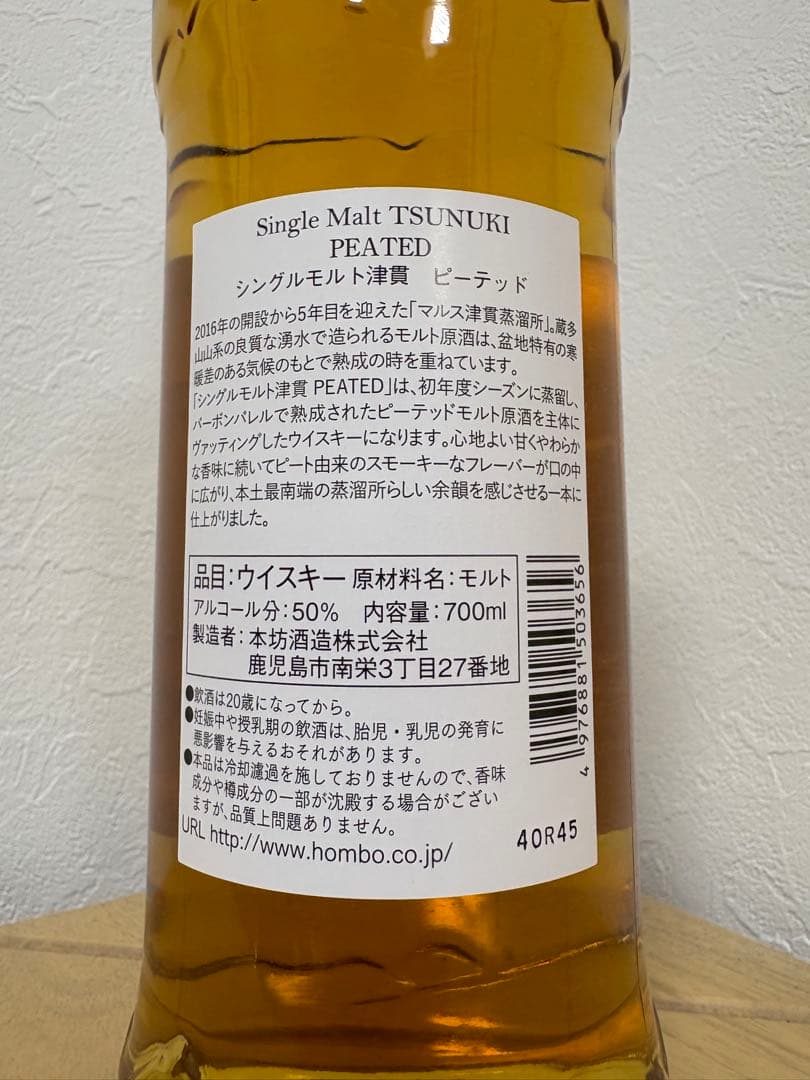 Single Malt TSUNUKI
PEATED
シングルモルト津貫　ピーテッド
2016年の開設から5年目を迎えた「マルス津貫蒸溜所」。蔵多
山山系の良質な湧水で造られるモルト原酒は、盆地特有の寒
暖差のある気候のもとで熟成の時を重ねています。
「シングルモルト津貫 PEATED」は、初年度シーズンに蒸留し、
バーボンバレルで熟成されたピーテッドモルト原酒を主体に
ヴァッティングしたウイスキーになります。心地よい甘くやわらか
な香味に続いてピート由来のスモーキーなフレーバーが口の中
に広がり、本土最南端の蒸溜所らしい余韻を感じさせる一本に
仕上がりました。
品目：ウイスキー 原材料名：モルト
アルコール分：50%　内容量：700ml
製造者：本坊酒造株式会社
鹿児島市南栄3丁目27番地
●飲酒は20歳になってから。
●妊娠中や授乳期の飲酒は、胎児・乳児の発育に
悪影響を与えるおそれがあります。
●本品は冷却濾過を施しておりませんので、香味
成分や樽成分の一部が沈殿する場合がござい
ますが、品質上問題ありません。
URL http://www.hombo.co.jp/
4 976881 503656
40R45